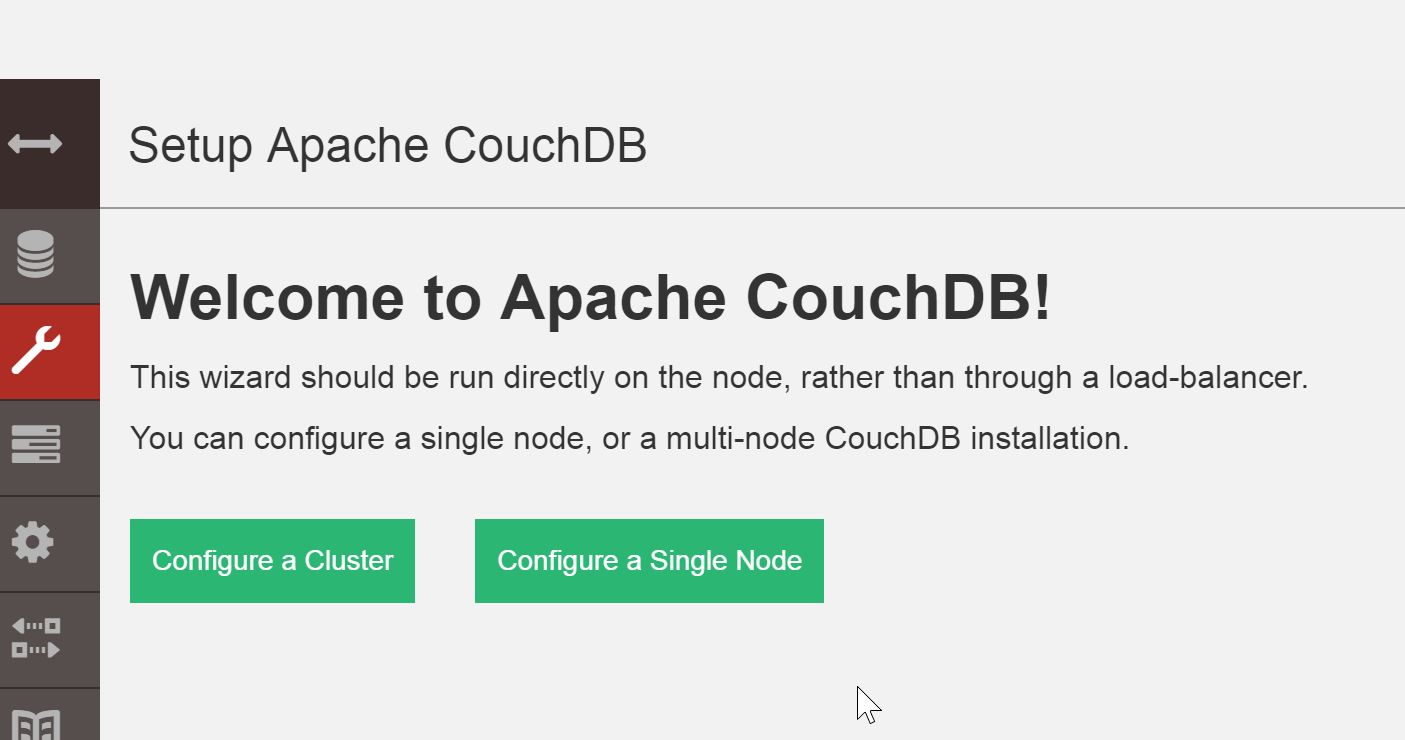 Setup Apache CouchDB
Welcome to Apache CouchDB!
This wizard should be run directly on the node, rather than through a load-balancer.
You can configure a single node, or a multi-node CouchDB installation.
Configure a Cluster
Configure a Single Node